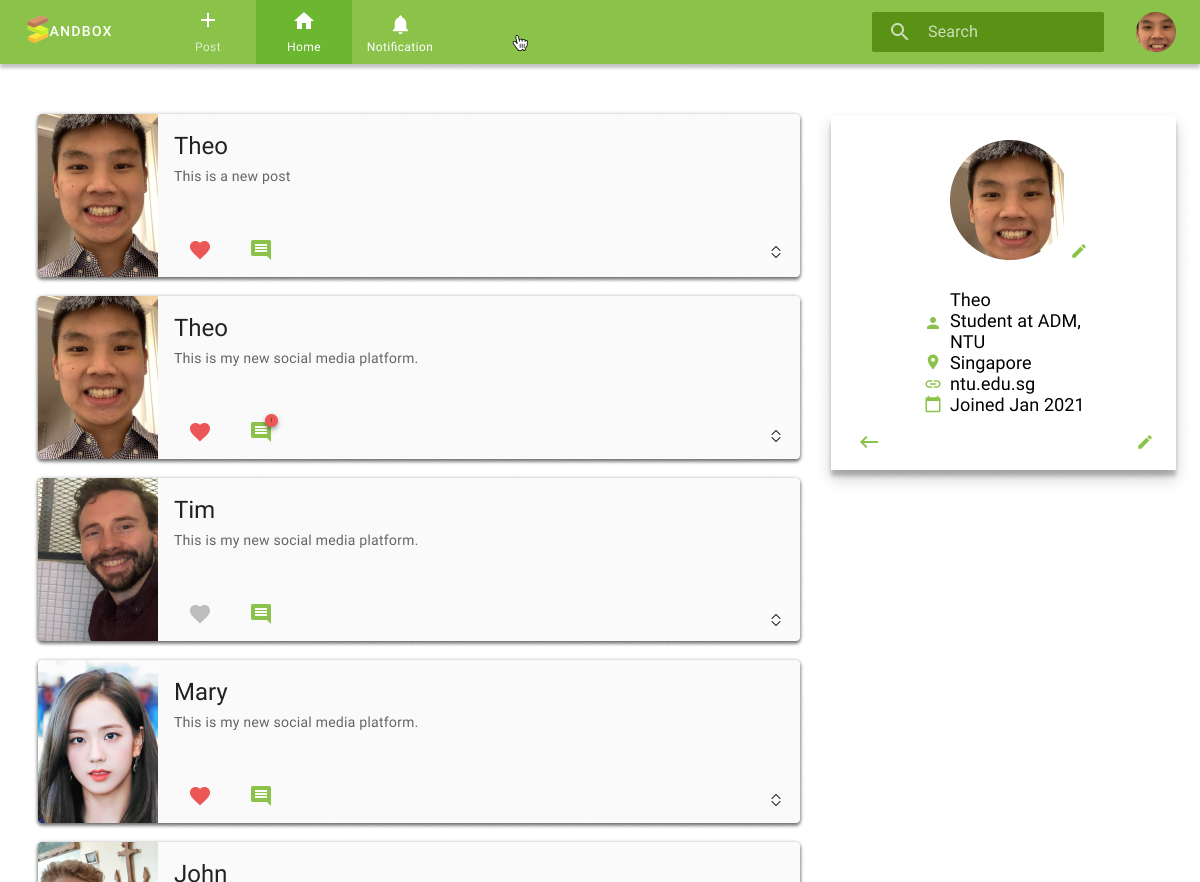 ANDBOX
Post
Home
Notification
Search
Theo
This is a new post
Theo
This is my new social media platform.
Tim
This is my new social media platform.
Mary
This is my new social media platform.
John
Theo
Student at ADM,
NTU
Singapore
ntu.edu.sg
Joined Jan 2021